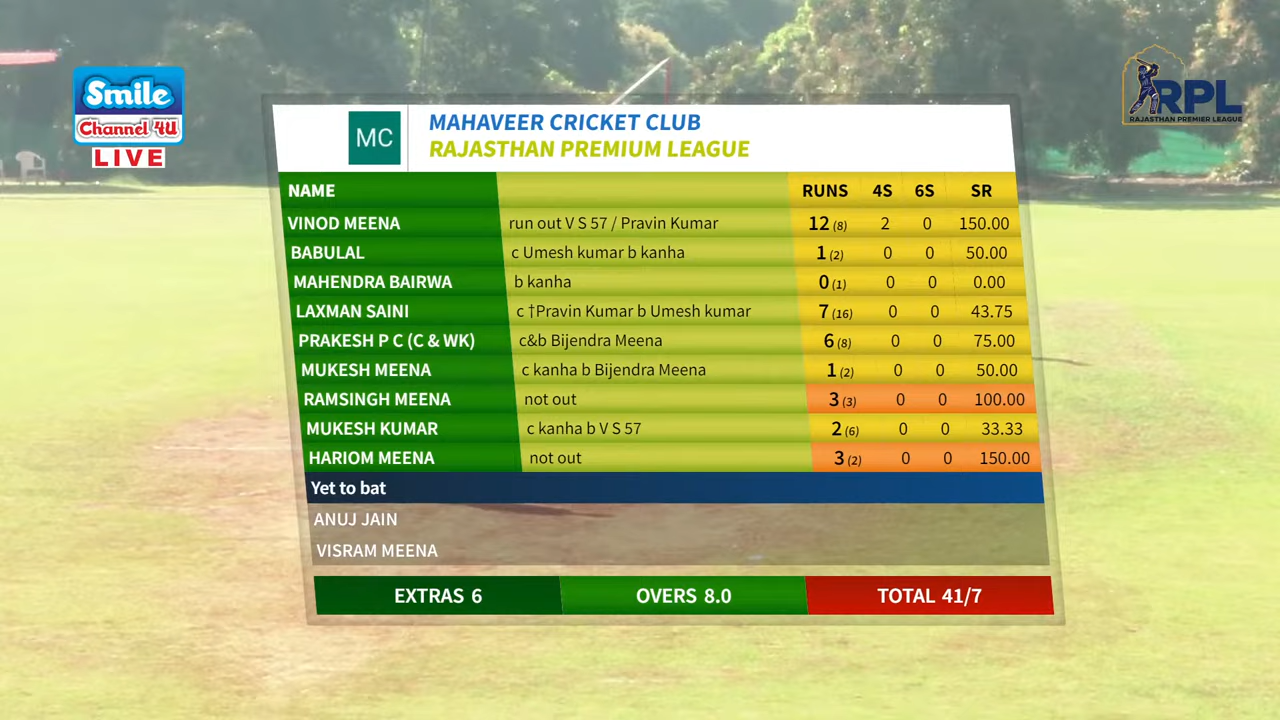 Smile
Channel 4U
LIVE
RPL
RAJASTHAN PREMIER LEAGUE
MC
MAHAVEER CRICKET CLUB
RAJASTHAN PREMIUM LEAGUE
NAME RUNS 4S 6S SR
VINOD MEENA run out V S 57 / Pravin Kumar 12 (8) 2 0 150.00
BABULAL c Umesh kumar b kanha 1 (2) 0 0 50.00
MAHENDRA BAIRWA b kanha 0 (1) 0 0 0.00
LAXMAN SAINI c †Pravin Kumar b Umesh kumar 7 (16) 0 0 43.75
PRAKESH P C (C & WK) c&b Bijendra Meena 6 (8) 0 0 75.00
MUKESH MEENA c kanha b Bijendra Meena 1 (2) 0 0 50.00
RAMSINGH MEENA not out 3 (3) 0 0 100.00
MUKESH KUMAR c kanha b V S 57 2 (6) 0 0 33.33
HARIOM MEENA not out 3 (2) 0 0 150.00
Yet to bat
ANUJ JAIN
VISRAM MEENA
EXTRAS 6 OVERS 8.0 TOTAL 41/7